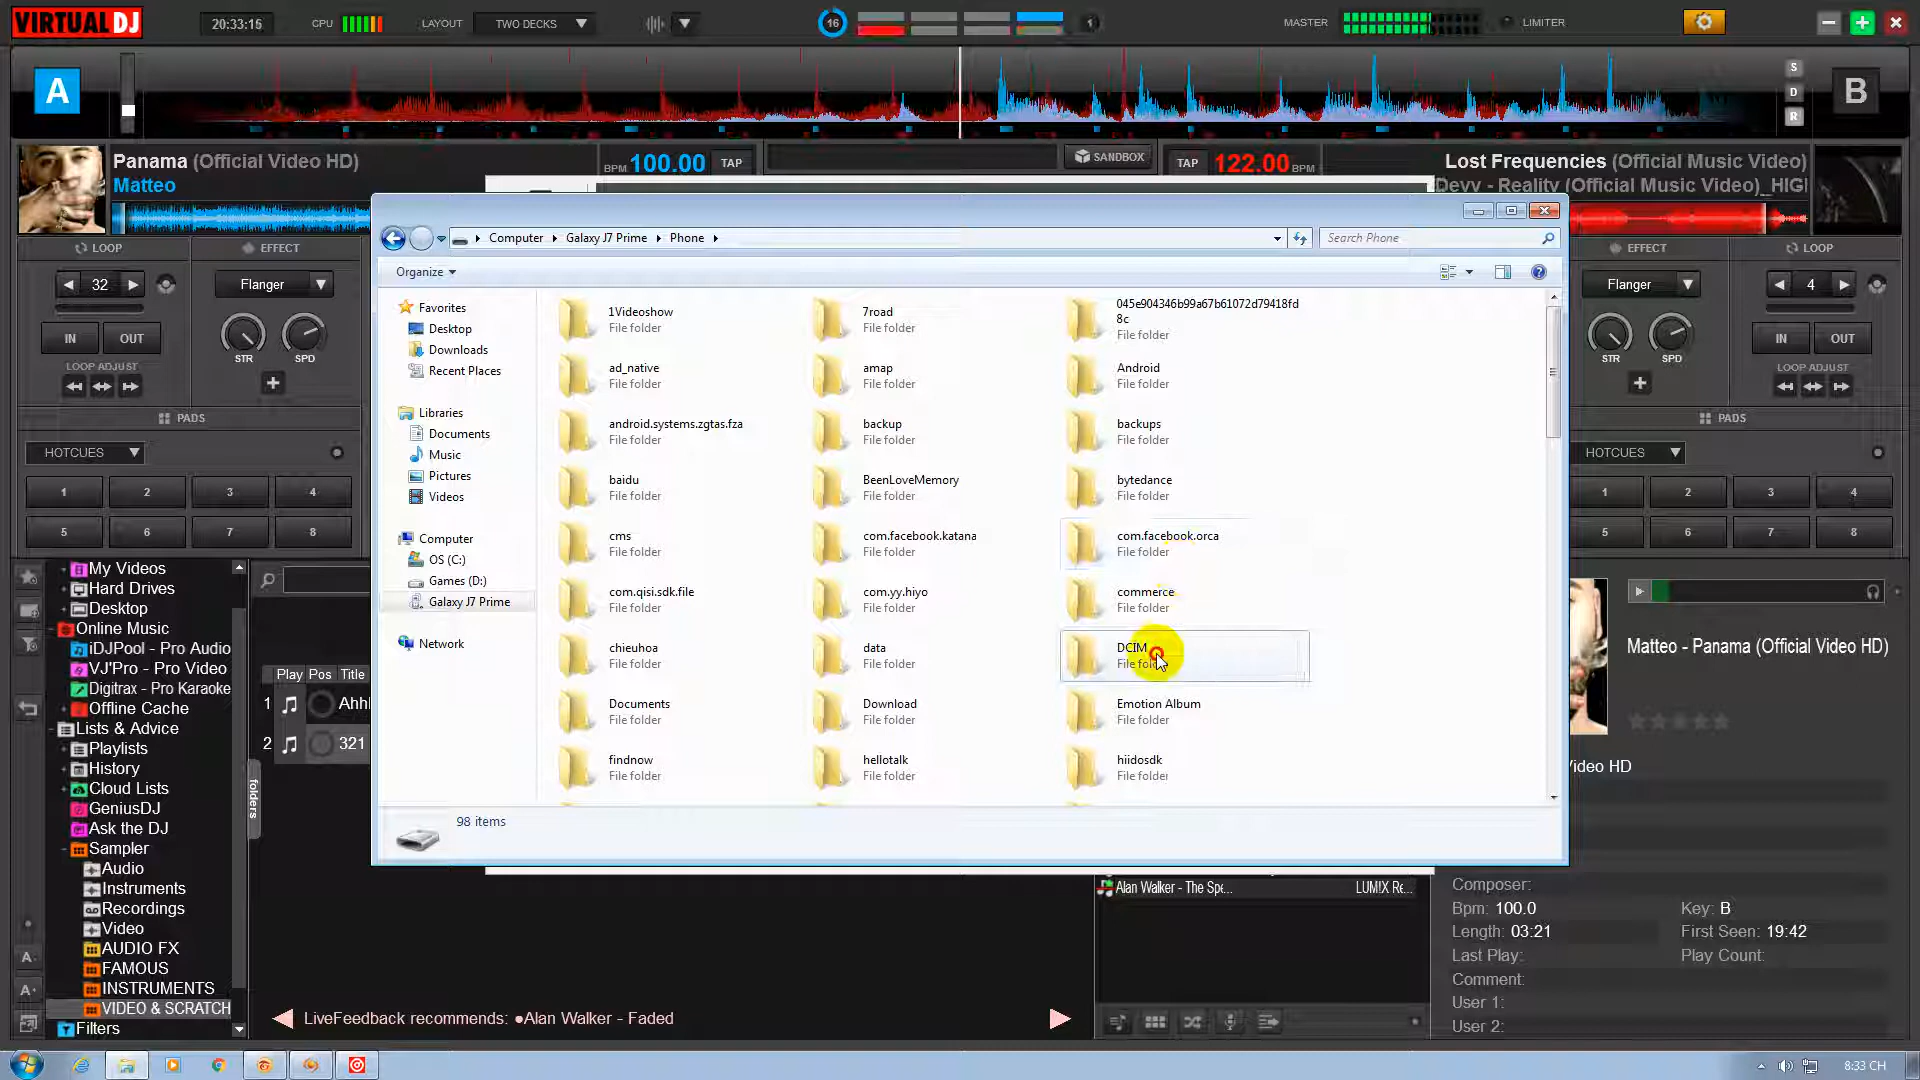 VIRTUAL DJ
20:33:15
CPU
LAYOUT
TWO DECKS
16
1
MASTER
LIMITER
A
S
D
R
B
Panama (Official Video HD)
Matteo
BPM 100.00 TAP
SANDBOX
TAP 122.00 BPM
Lost Frequencies (Official Music Video)
Devv - Reality (Official Music Video)_HIGH
LOOP
EFFECT
32
Flanger
IN
OUT
STR
SPD
LOOP ADJUST
PADS
HOTCUES
1
2
3
4
5
6
7
8
EFFECT
LOOP
Flanger
4
STR
SPD
IN
OUT
LOOP ADJUST
PADS
HOTCUES
1
2
3
4
5
6
7
8
Computer
Galaxy J7 Prime
Phone
Search Phone
Organize
Favorites
Desktop
Downloads
Recent Places
Libraries
Documents
Music
Pictures
Videos
Computer
OS (C:)
Games (D:)
Galaxy J7 Prime
Network
1Videoshow
File folder
7road
File folder
045e904346b99a67b61072d79418fd
8c
File folder
ad_native
File folder
amap
File folder
Android
File folder
android.systems.zgtas.fza
File folder
backup
File folder
backups
File folder
baidu
File folder
BeenLoveMemory
File folder
bytedance
File folder
cms
File folder
com.facebook.katana
File folder
com.facebook.orca
File folder
com.qisi.sdk.file
File folder
com.yy.hiyo
File folder
commerce
File folder
chieuhoa
File folder
data
File folder
DCIM
File folder
Documents
File folder
Download
File folder
Emotion Album
File folder
findnow
File folder
hellotalk
File folder
hiidosdk
File folder
98 items
My Videos
Hard Drives
Desktop
Online Music
iDJPool - Pro Audio
VJ'Pro - Pro Video
Digitrax - Pro Karaoke
Offline Cache
Lists & Advice
Playlists
History
Cloud Lists
GeniusDJ
Ask the DJ
Sampler
Audio
Instruments
Recordings
Video
AUDIO FX
FAMOUS
INSTRUMENTS
VIDEO & SCRATCH
Filters
folders
A-
A+
Play Pos Title
1 Ahhl
2 321
LiveFeedback recommends: ●Alan Walker - Faded
Alan Walker - The Spe...
LUM!X Re...
Matteo - Panama (Official Video HD)
ideo HD
Composer:
Bpm: 100.0
Key: B
Length: 03:21
First Seen: 19:42
Last Play:
Play Count:
Comment:
User 1:
User 2:
8:33 CH